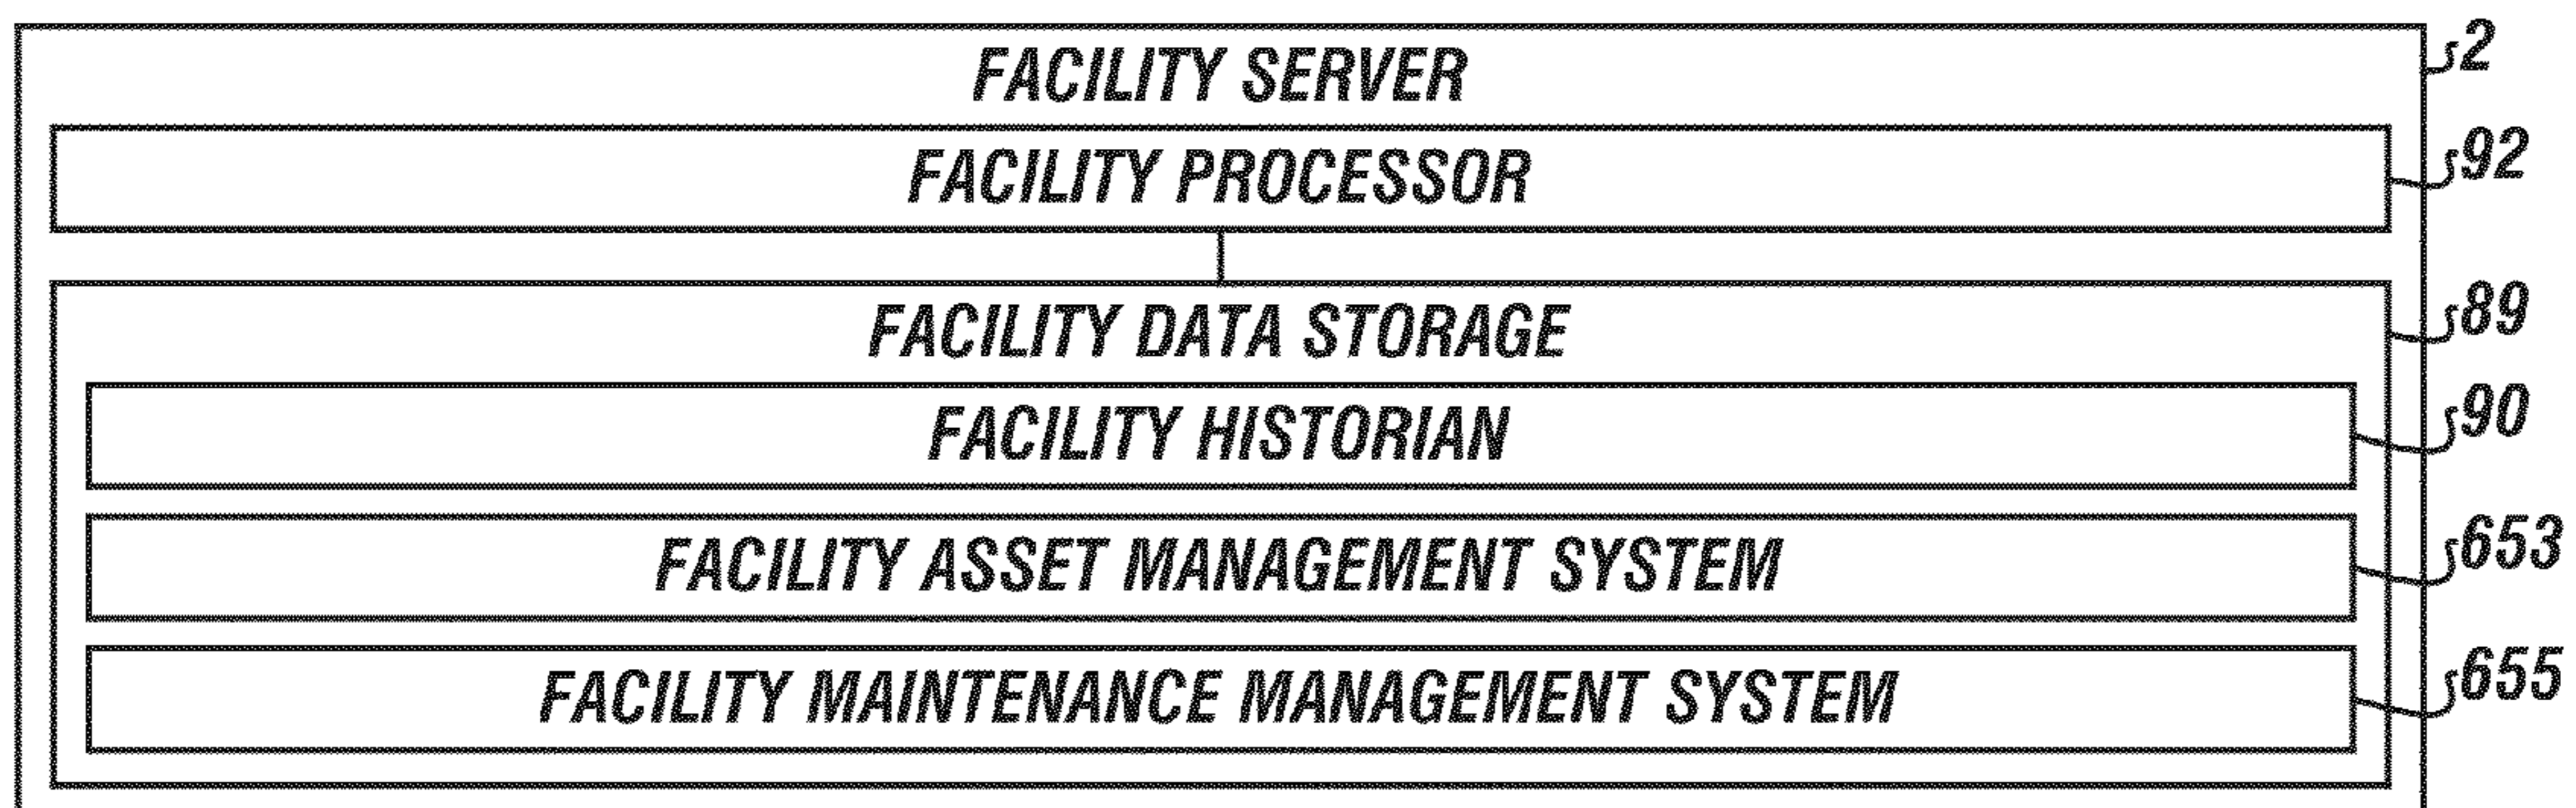 FACILITY SERVER 2
FACILITY PROCESSOR 92
FACILITY DATA STORAGE 89
FACILITY HISTORIAN 90
FACILITY ASSET MANAGEMENT SYSTEM 653
FACILITY MAINTENANCE MANAGEMENT SYSTEM 655